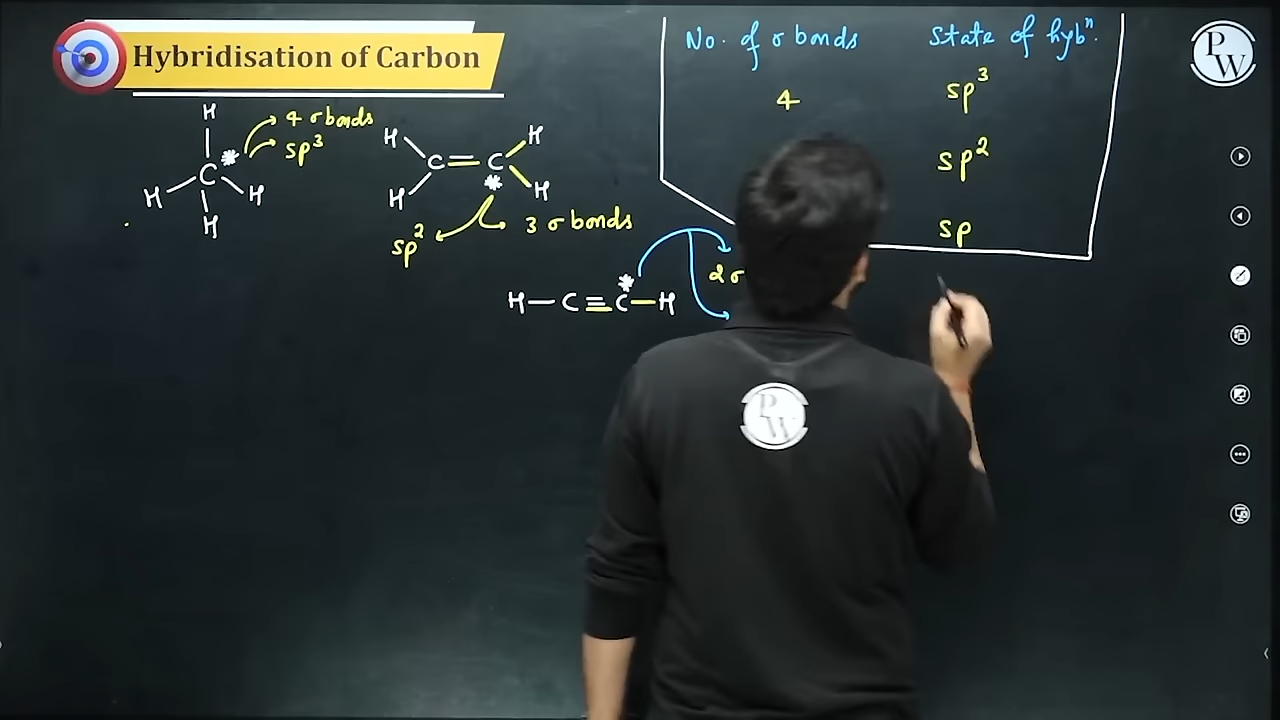 Hybridisation of Carbon
No. of σ bonds State of hybⁿ.
4 sp³
sp²
sp
H
C
H H
H
4 σ bonds
sp³
H H
C = C
H H
sp² 3 σ bonds
H — C ≡ C — H
2 σ
P
W
P
W